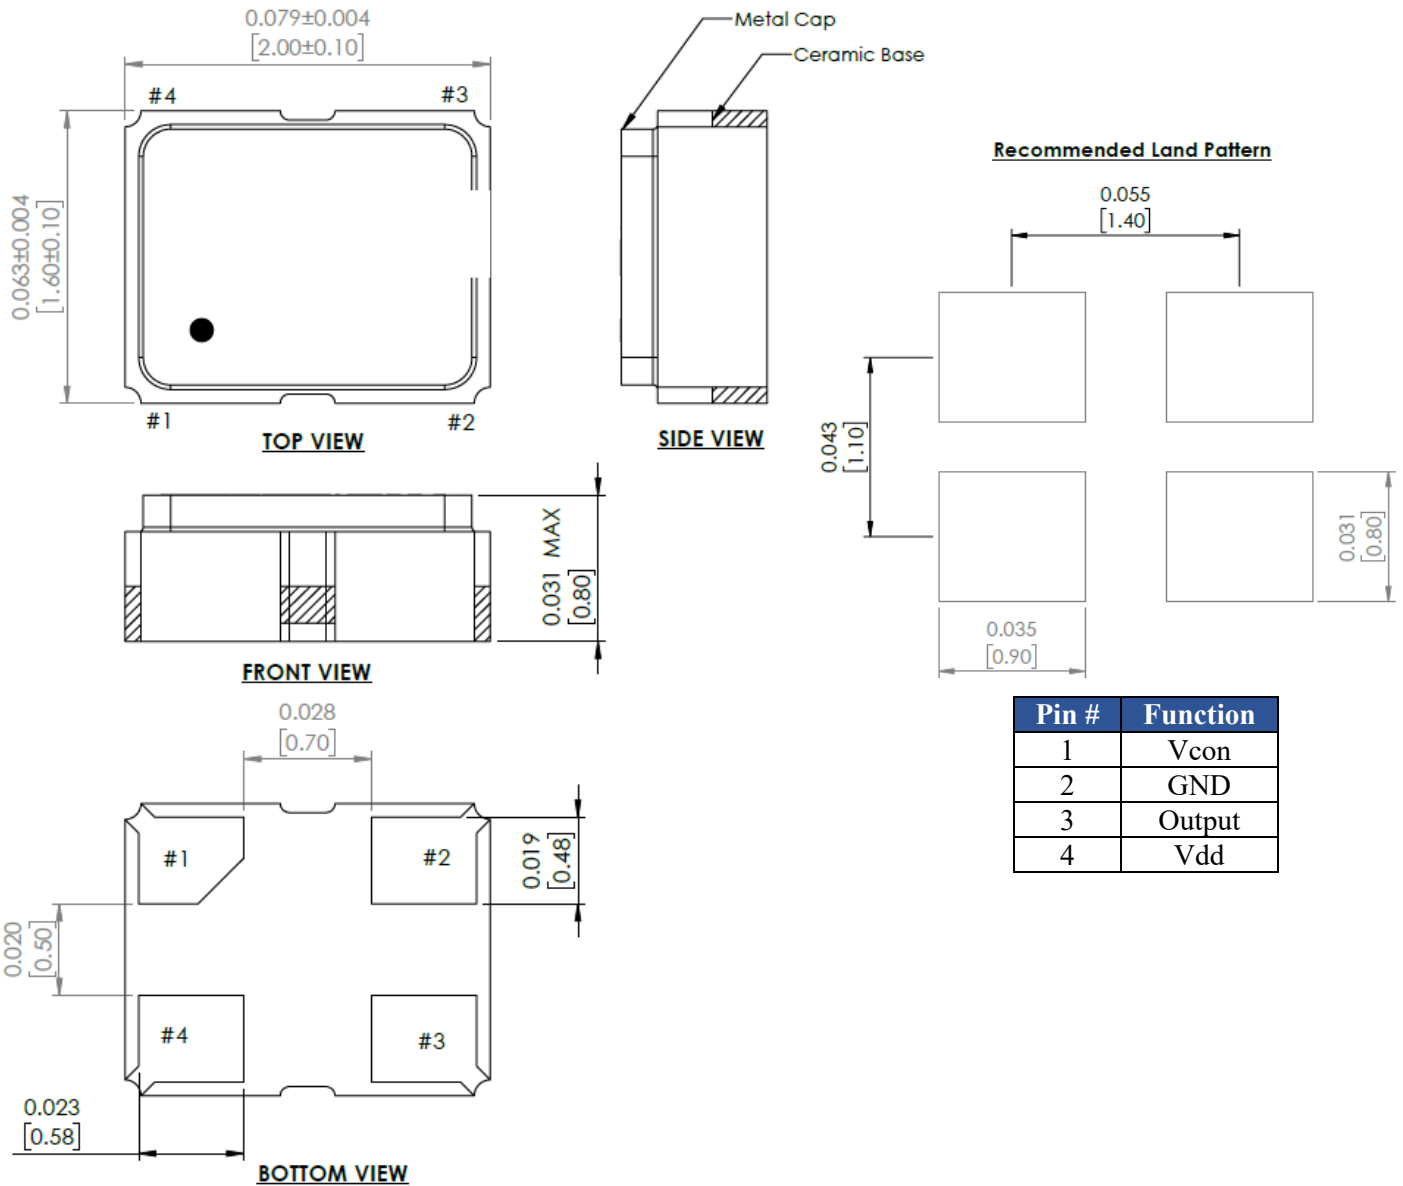 0.079±0.004
[2.00±0.10]
#4
#3
0.063±0.004
[1.60±0.10]
#1
#2
TOP VIEW
Metal Cap
Ceramic Base
SIDE VIEW
Recommended Land Pattern
0.055
[1.40]
0.043
[1.10]
0.031
[0.80]
0.035
[0.90]
0.031 MAX
[0.80]
FRONT VIEW
Pin # Function
1 Vcon
2 GND
3 Output
4 Vdd
0.028
[0.70]
#1
#2
0.019
[0.48]
0.020
[0.50]
#4
#3
0.023
[0.58]
BOTTOM VIEW